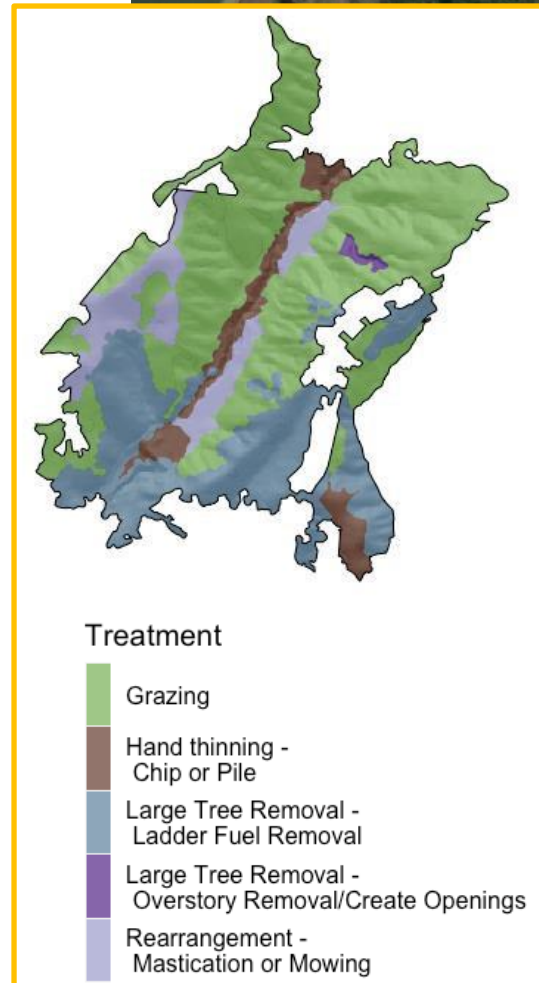 Treatment
Grazing
Hand thinning -
Chip or Pile
Large Tree Removal -
Ladder Fuel Removal
Large Tree Removal -
Overstory Removal/Create Openings
Rearrangement -
Mastication or Mowing